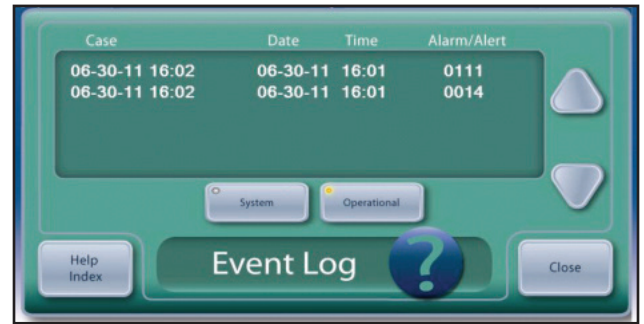 Case Date Time Alarm/Alert
06-30-11 16:02 06-30-11 16:01 0111
06-30-11 16:02 06-30-11 16:01 0014
System Operational
Help
Index
Event Log ?
Close